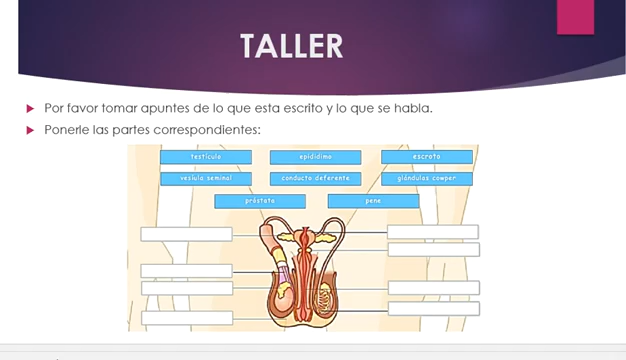 TALLER
Por favor tomar apuntes de lo que esta escrito y lo que se habla.
Ponerle las partes correspondientes:
testículo epidídimo escroto
vesíula seminal conducto deferente glándulas cowper
próstata pene